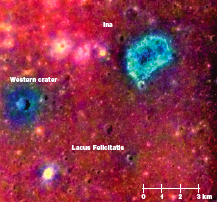 Ina
Western crater
Lacus Felicitatis
0 1 2 3 km